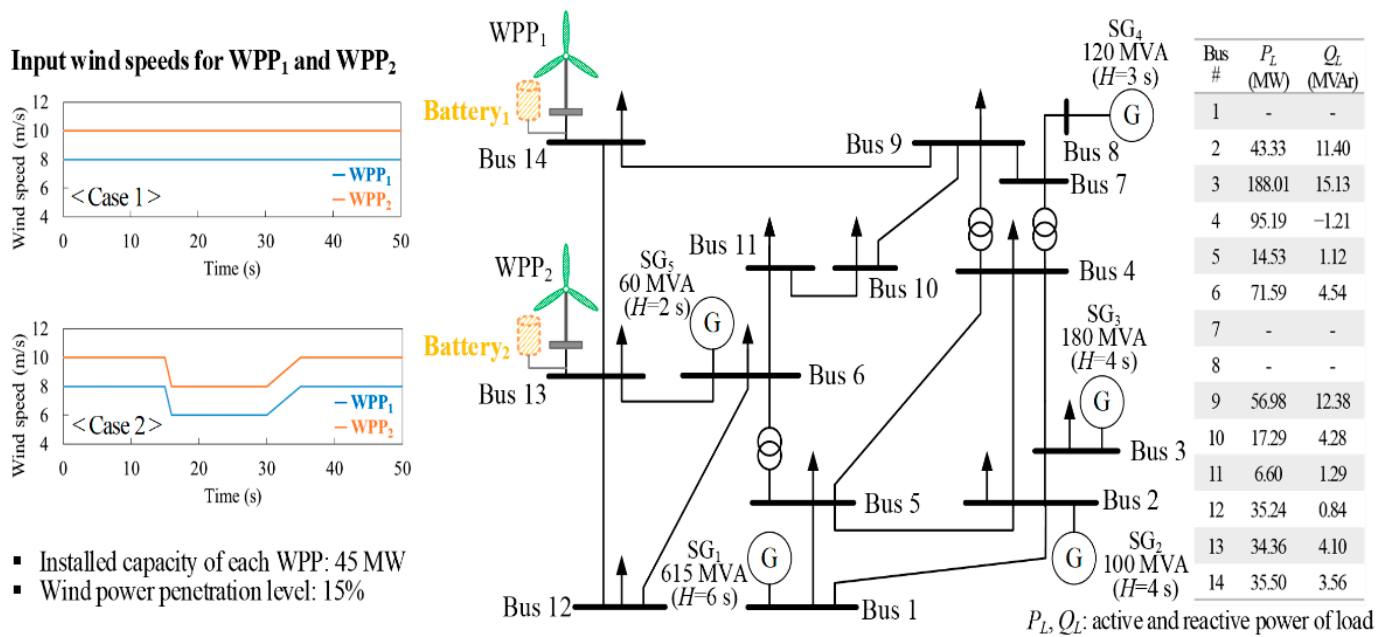 Input wind speeds for WPP1 and WPP2
Wind speed (m/s)
12
10
8
6
4
WPP1
WPP2
<Case 1>
0
10
20
30
40
50
Time (s)
Wind speed (m/s)
12
10
8
6
4
WPP1
WPP2
<Case 2>
0
10
20
30
40
50
Time (s)
▪ Installed capacity of each WPP: 45 MW
▪ Wind power penetration level: 15%
WPP1
Battery1
Bus 14
WPP2
Battery2
Bus 13
Bus 12
SG5
60 MVA
(H=2 s)
G
Bus 6
Bus 11
Bus 10
Bus 9
SG4
120 MVA
(H=3 s)
G
Bus 8
Bus 7
Bus 4
SG3
180 MVA
(H=4 s)
G
Bus 3
Bus 5
Bus 2
SG1
615 MVA
(H=6 s)
G
Bus 1
G
SG2
100 MVA
(H=4 s)
Bus # PL (MW) QL (MVAr)
1 - -
2 43.33 11.40
3 188.01 15.13
4 95.19 −1.21
5 14.53 1.12
6 71.59 4.54
7 - -
8 - -
9 56.98 12.38
10 17.29 4.28
11 6.60 1.29
12 35.24 0.84
13 34.36 4.10
14 35.50 3.56
PL, QL: active and reactive power of load